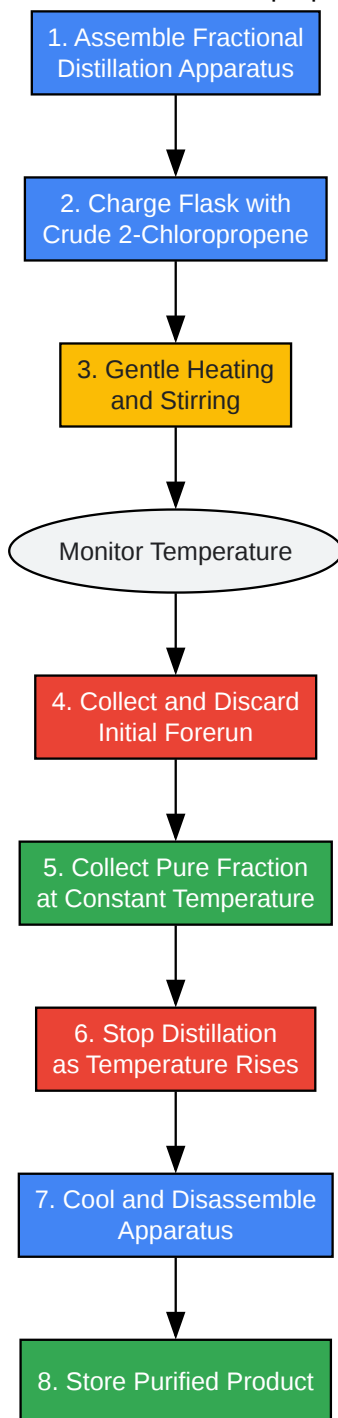 1. Assemble Fractional
Distillation Apparatus
2. Charge Flask with
Crude 2-Chloropropene
3. Gentle Heating
and Stirring
Monitor Temperature
4. Collect and Discard
Initial Forerun
5. Collect Pure Fraction
at Constant Temperature
6. Stop Distillation
as Temperature Rises
7. Cool and Disassemble
Apparatus
8. Store Purified Product